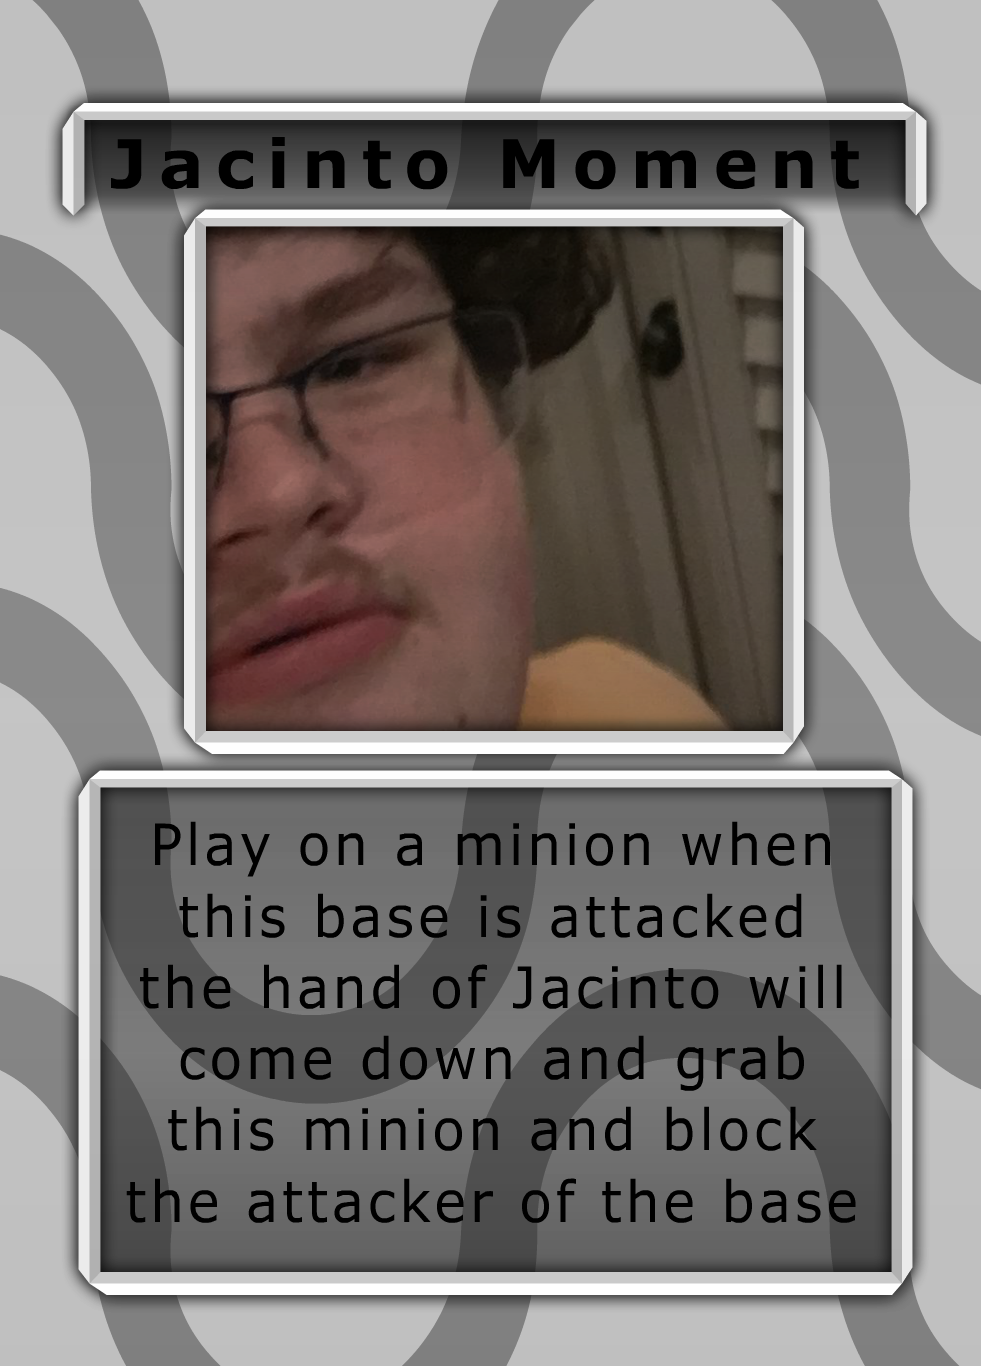 Jacinto Moment
Play on a minion when
this base is attacked
the hand of Jacinto will
come down and grab
this minion and block
the attacker of the base